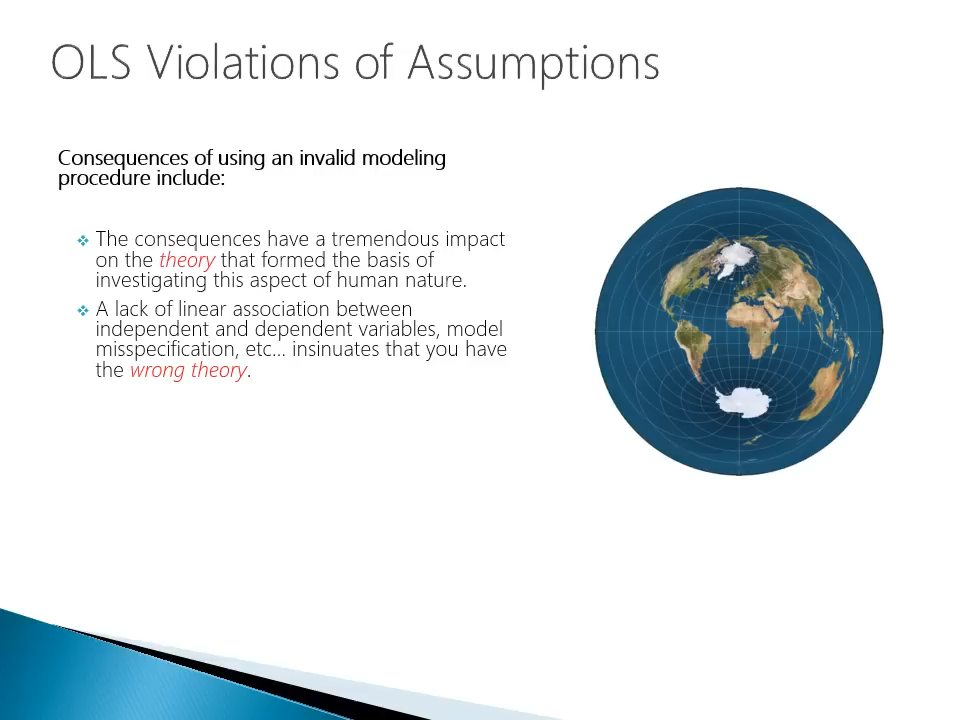 OLS Violations of Assumptions
Consequences of using an invalid modeling
procedure include:
❖ The consequences have a tremendous impact
on the theory that formed the basis of
investigating this aspect of human nature.
❖ A lack of linear association between
independent and dependent variables, model
misspecification, etc... insinuates that you have
the wrong theory.